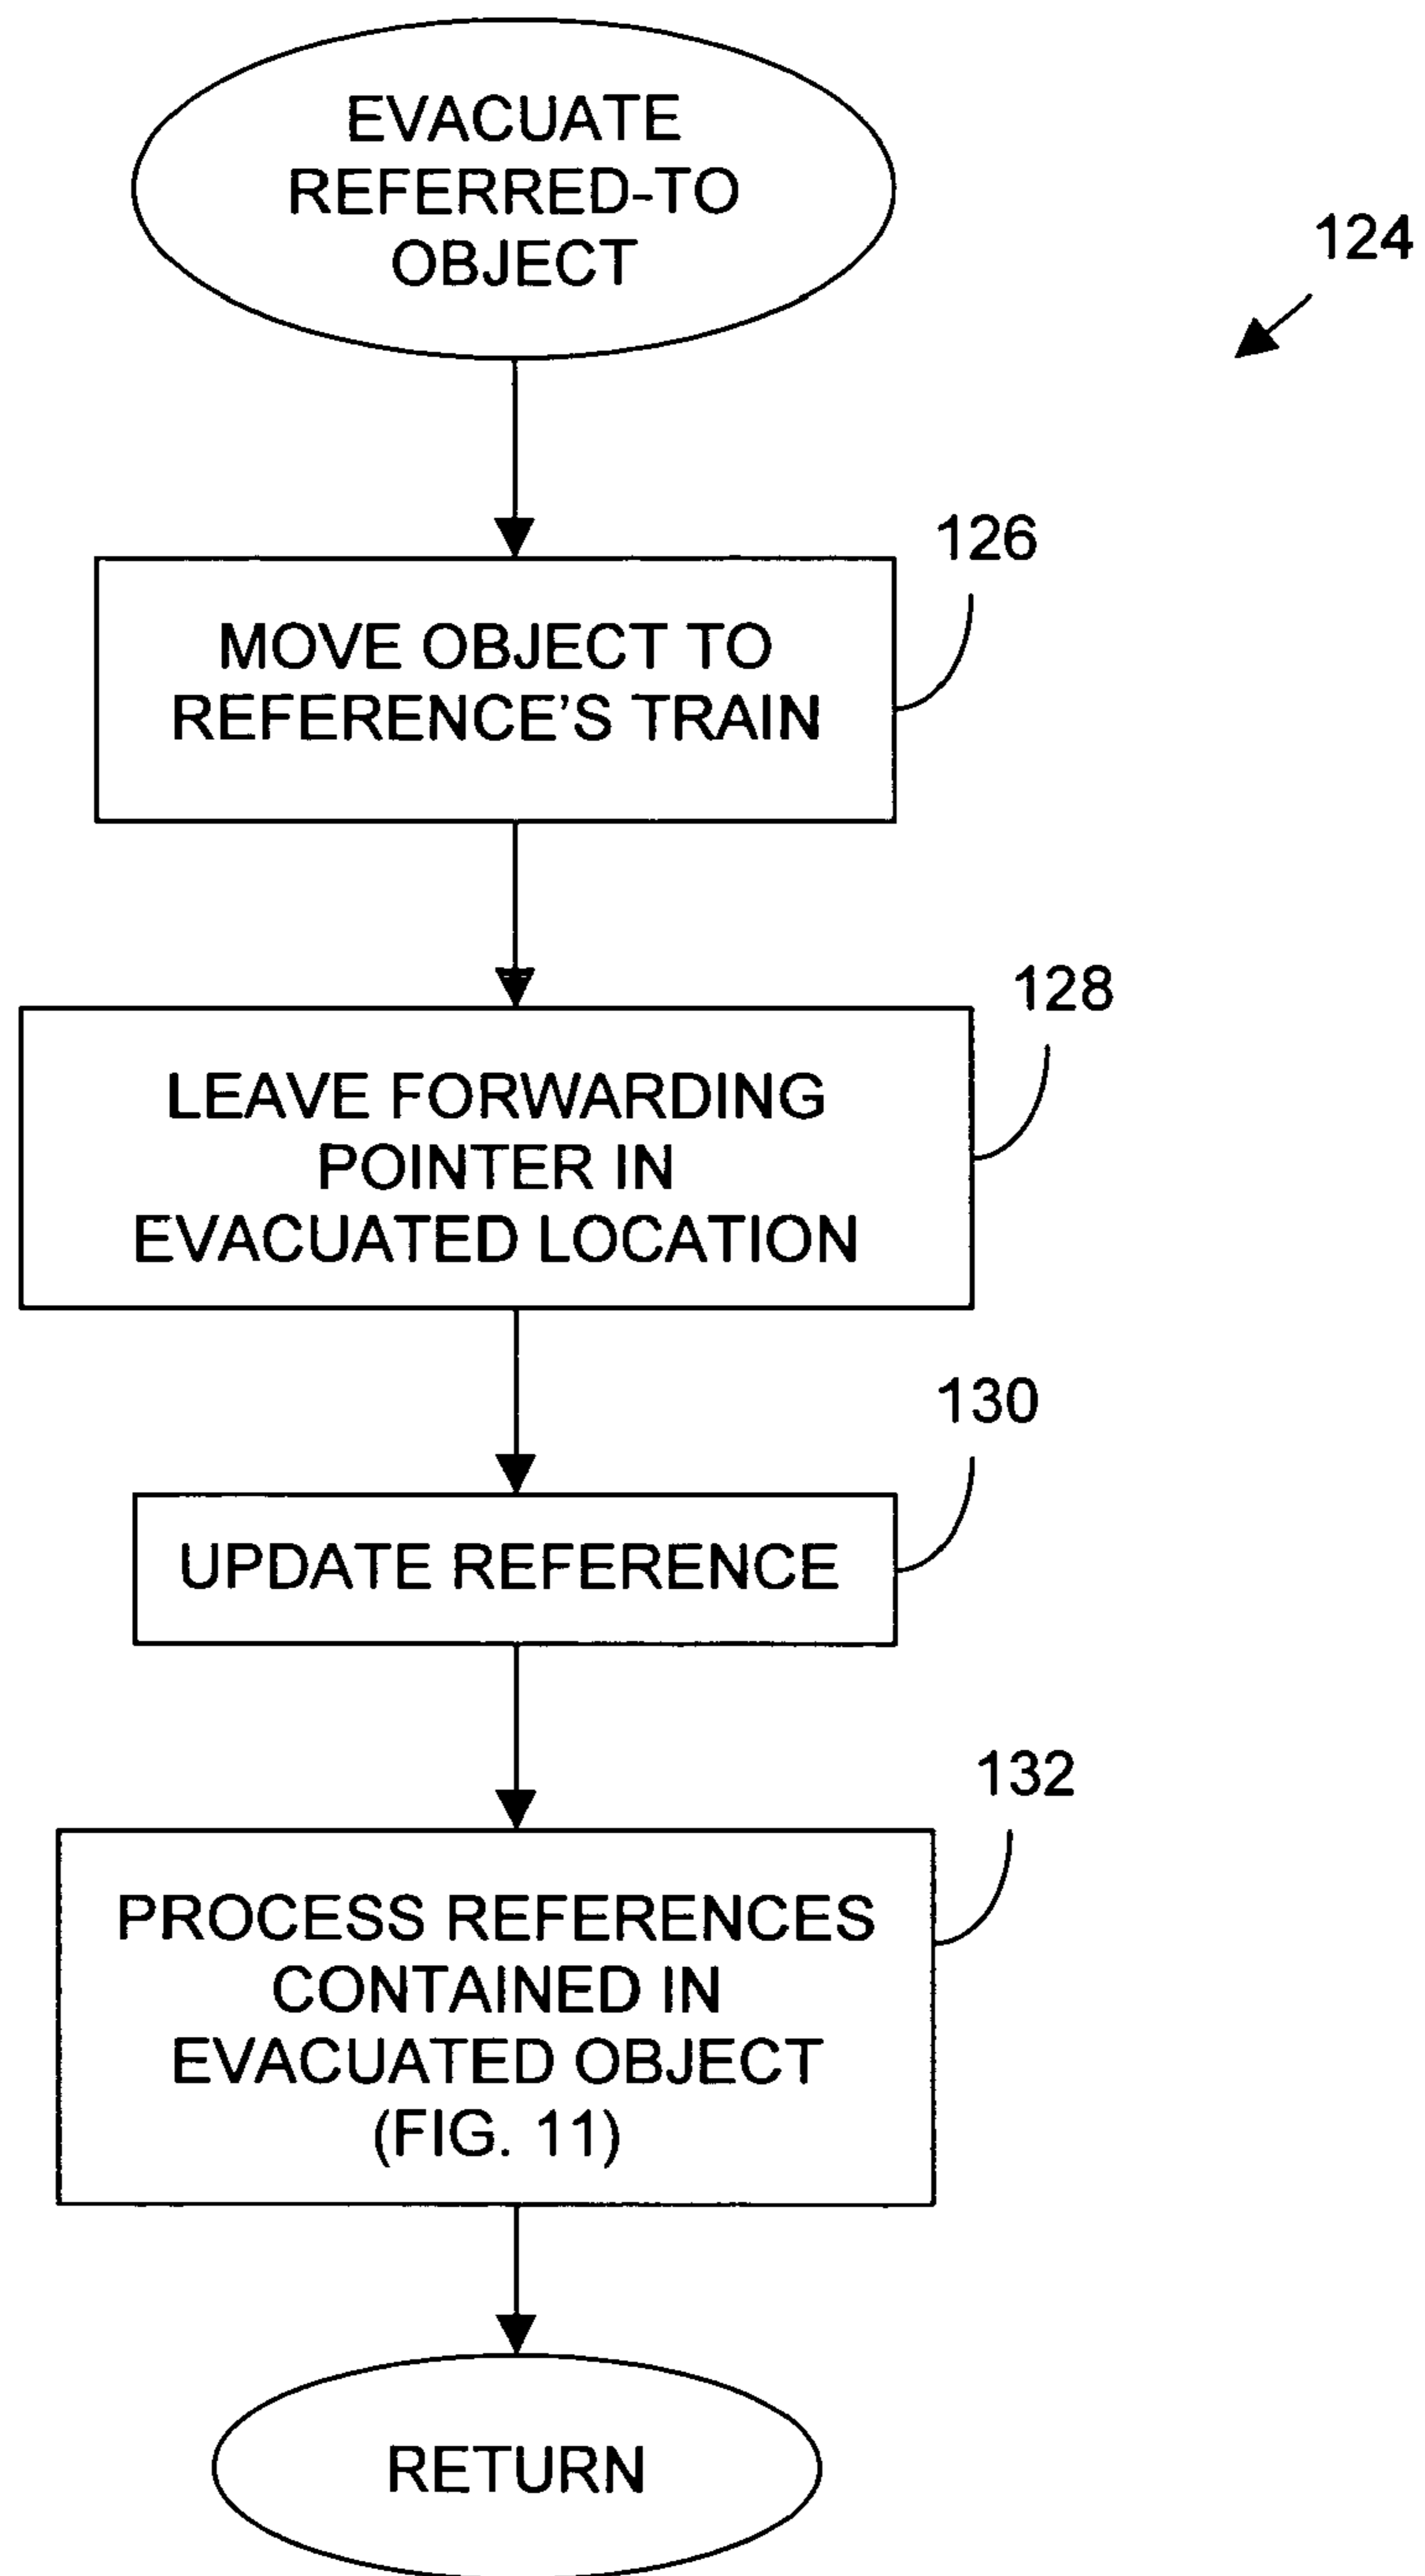 EVACUATE
REFERRED-TO
OBJECT
124
126
MOVE OBJECT TO
REFERENCE'S TRAIN
128
LEAVE FORWARDING
POINTER IN
EVACUATED LOCATION
130
UPDATE REFERENCE
132
PROCESS REFERENCES
CONTAINED IN
EVACUATED OBJECT
(FIG. 11)
RETURN